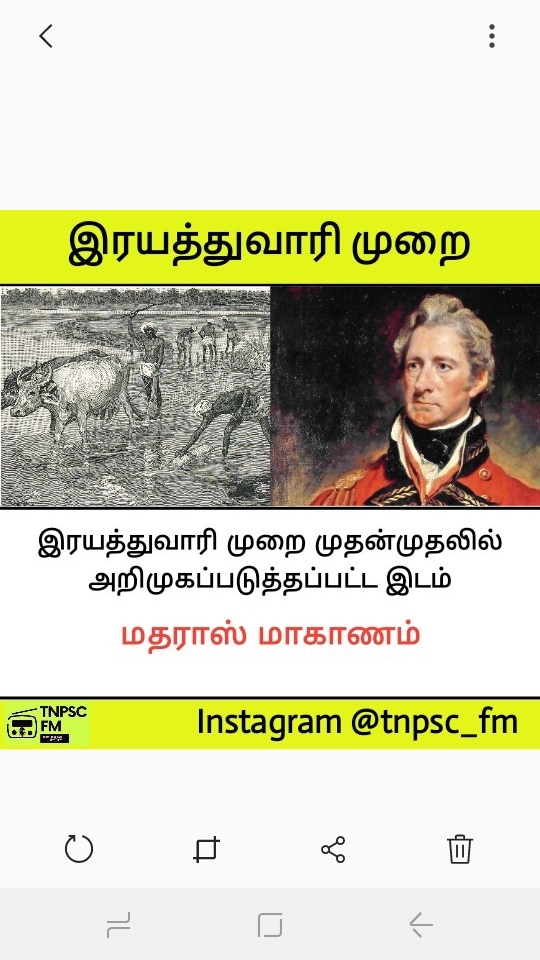 இரயத்துவாரி முறை
இரயத்துவாரி முறை முதன்முதலில்
அறிமுகப்படுத்தப்பட்ட இடம்
மதராஸ் மாகாணம்
TNPSC
FM
Instagram @tnpsc_fm